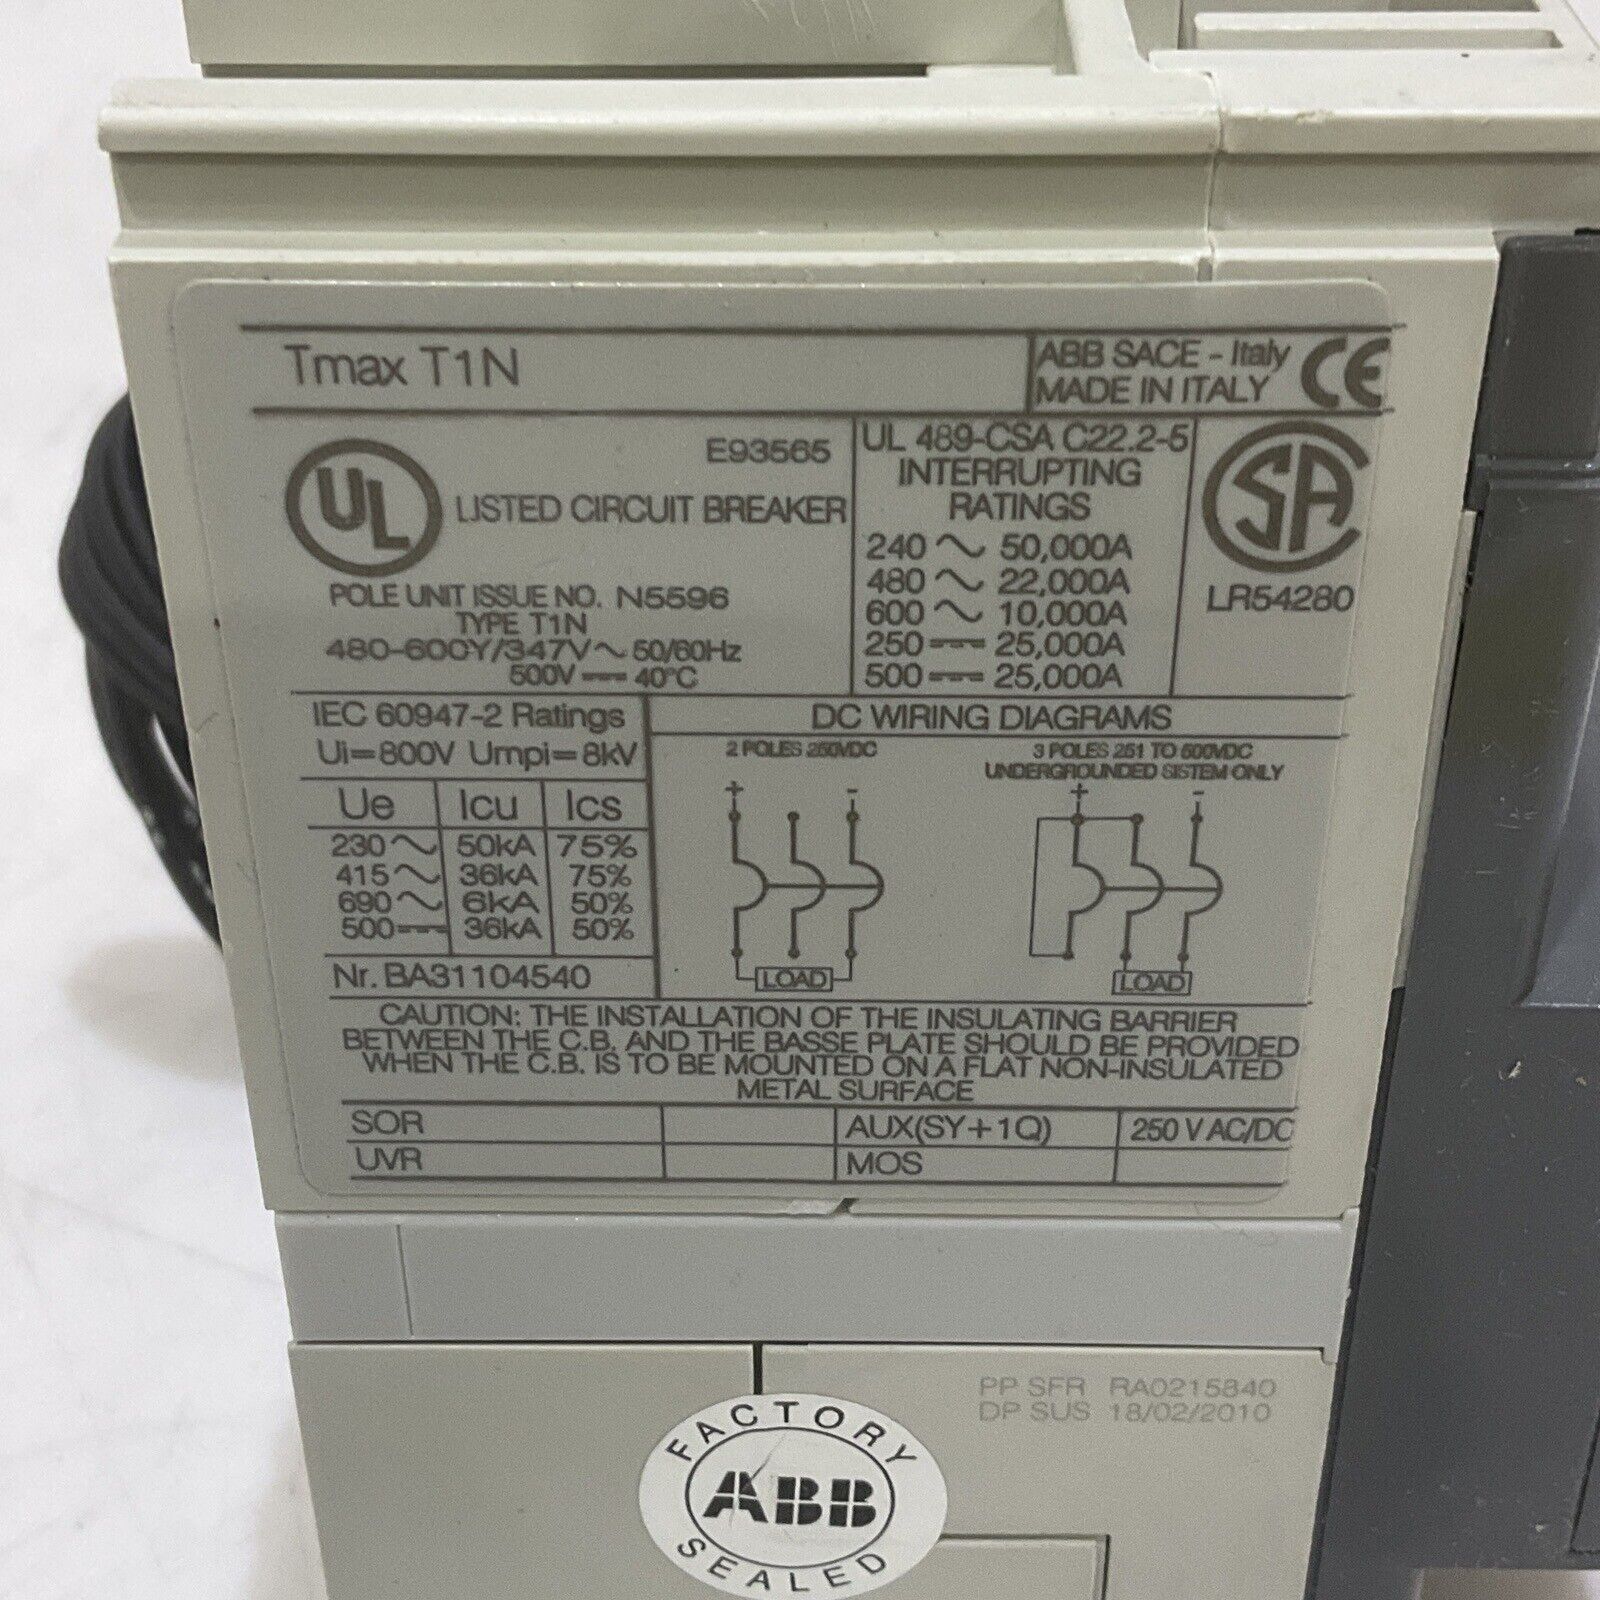 Tmax T1N
ABB SACE - Italy
MADE IN ITALY
CE
UL
E93565
LISTED CIRCUIT BREAKER
POLE UNIT ISSUE NO. N5596
TYPE T1N
480-600Y/347V~ 50/60Hz
500V⎓ 40°C
UL 489-CSA C22.2-5
INTERRUPTING
RATINGS
240 ~ 50,000A
480 ~ 22,000A
600 ~ 10,000A
250 ⎓ 25,000A
500 ⎓ 25,000A
SA
LR54280
IEC 60947-2 Ratings
Ui=800V Umpi=8kV
Ue Icu Ics
230~ 50kA 75%
415~ 36kA 75%
690~ 6kA 50%
500⎓ 36kA 50%
Nr. BA31104540
DC WIRING DIAGRAMS
2 POLES 250VDC
+ -
LOAD
3 POLES 251 TO 500VDC
UNDERGROUNDED SISTEM ONLY
+ -
LOAD
CAUTION: THE INSTALLATION OF THE INSULATING BARRIER
BETWEEN THE C.B. AND THE BASSE PLATE SHOULD BE PROVIDED
WHEN THE C.B. IS TO BE MOUNTED ON A FLAT NON-INSULATED
METAL SURFACE
SOR AUX(SY+1Q) 250 V AC/DC
UVR MOS
PP SFR RA0215840
DP SUS 18/02/2010
FACTORY
ABB
SEALED